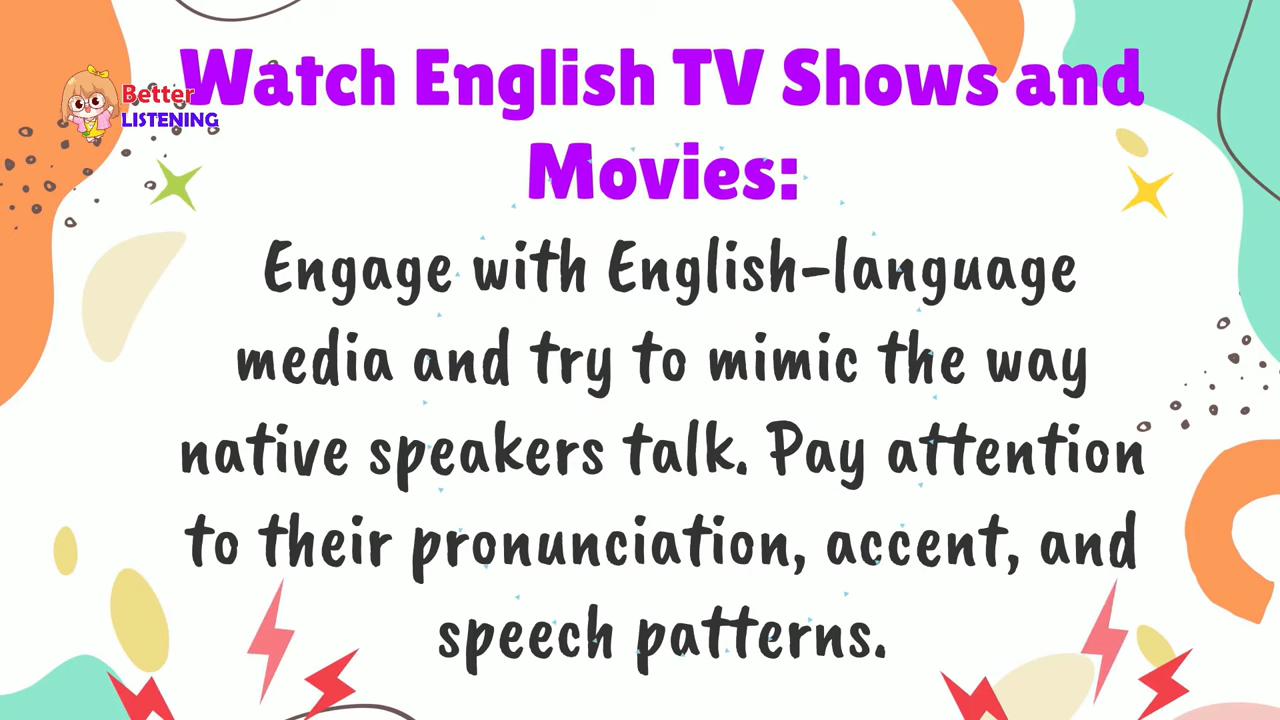 Watch English TV Shows and
Better
LISTENING
Movies:
Engage with English-language
media and try to mimic the way
native speakers talk. Pay attention
to their pronunciation, accent, and
speech patterns.